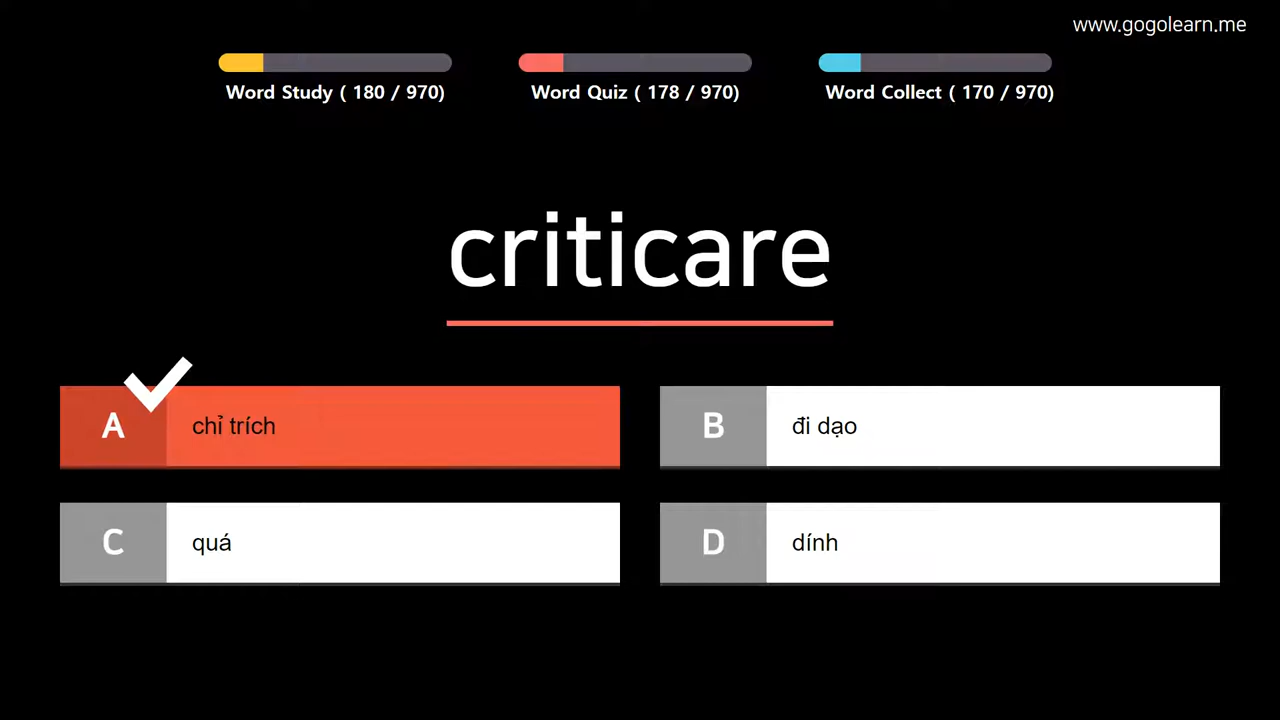 www.gogolearn.me
Word Study ( 180 / 970)
Word Quiz ( 178 / 970)
Word Collect ( 170 / 970)
criticare
A chỉ trích
B đi dạo
C quá
D dính